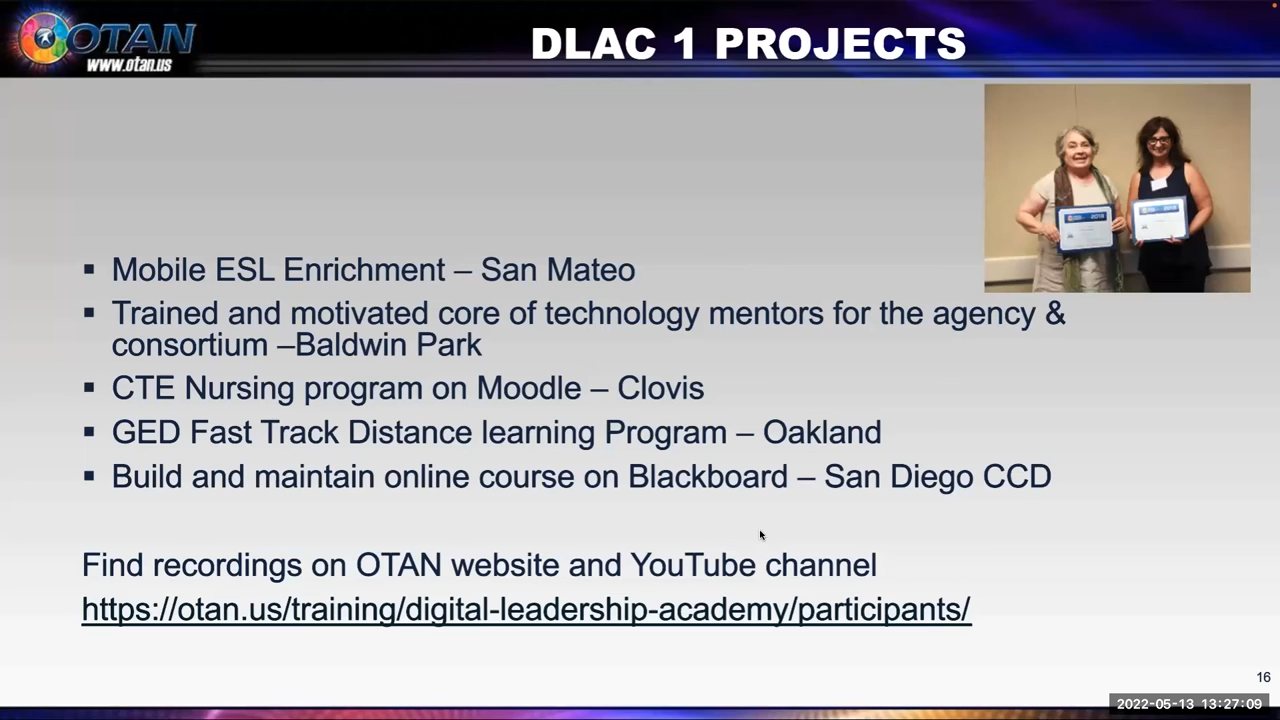 OTAN
www.otan.us
DLAC 1 PROJECTS
▪ Mobile ESL Enrichment – San Mateo
▪ Trained and motivated core of technology mentors for the agency &
consortium –Baldwin Park
▪ CTE Nursing program on Moodle – Clovis
▪ GED Fast Track Distance learning Program – Oakland
▪ Build and maintain online course on Blackboard – San Diego CCD
Find recordings on OTAN website and YouTube channel
https://otan.us/training/digital-leadership-academy/participants/
16
2022-05-13 13:27:09